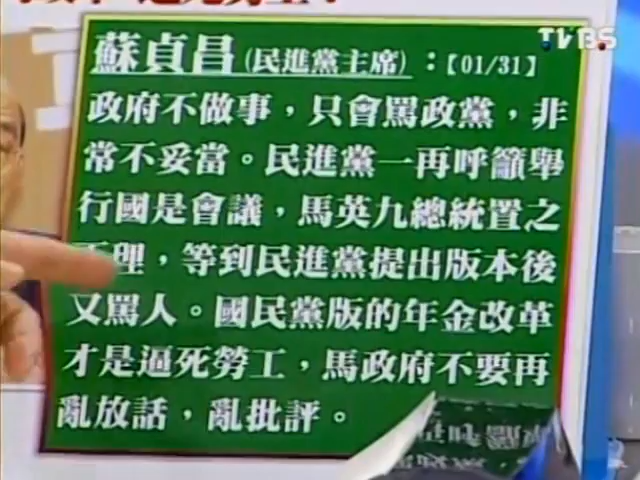 TVBS
蘇貞昌(民進黨主席)：【01/31】
政府不做事，只會罵政黨，非
常不妥當。民進黨一再呼籲舉
行國是會議，馬英九總統置之
不理，等到民進黨提出版本後
又罵人。國民黨版的年金改革
才是逼死勞工，馬政府不要再
亂放話，亂批評。